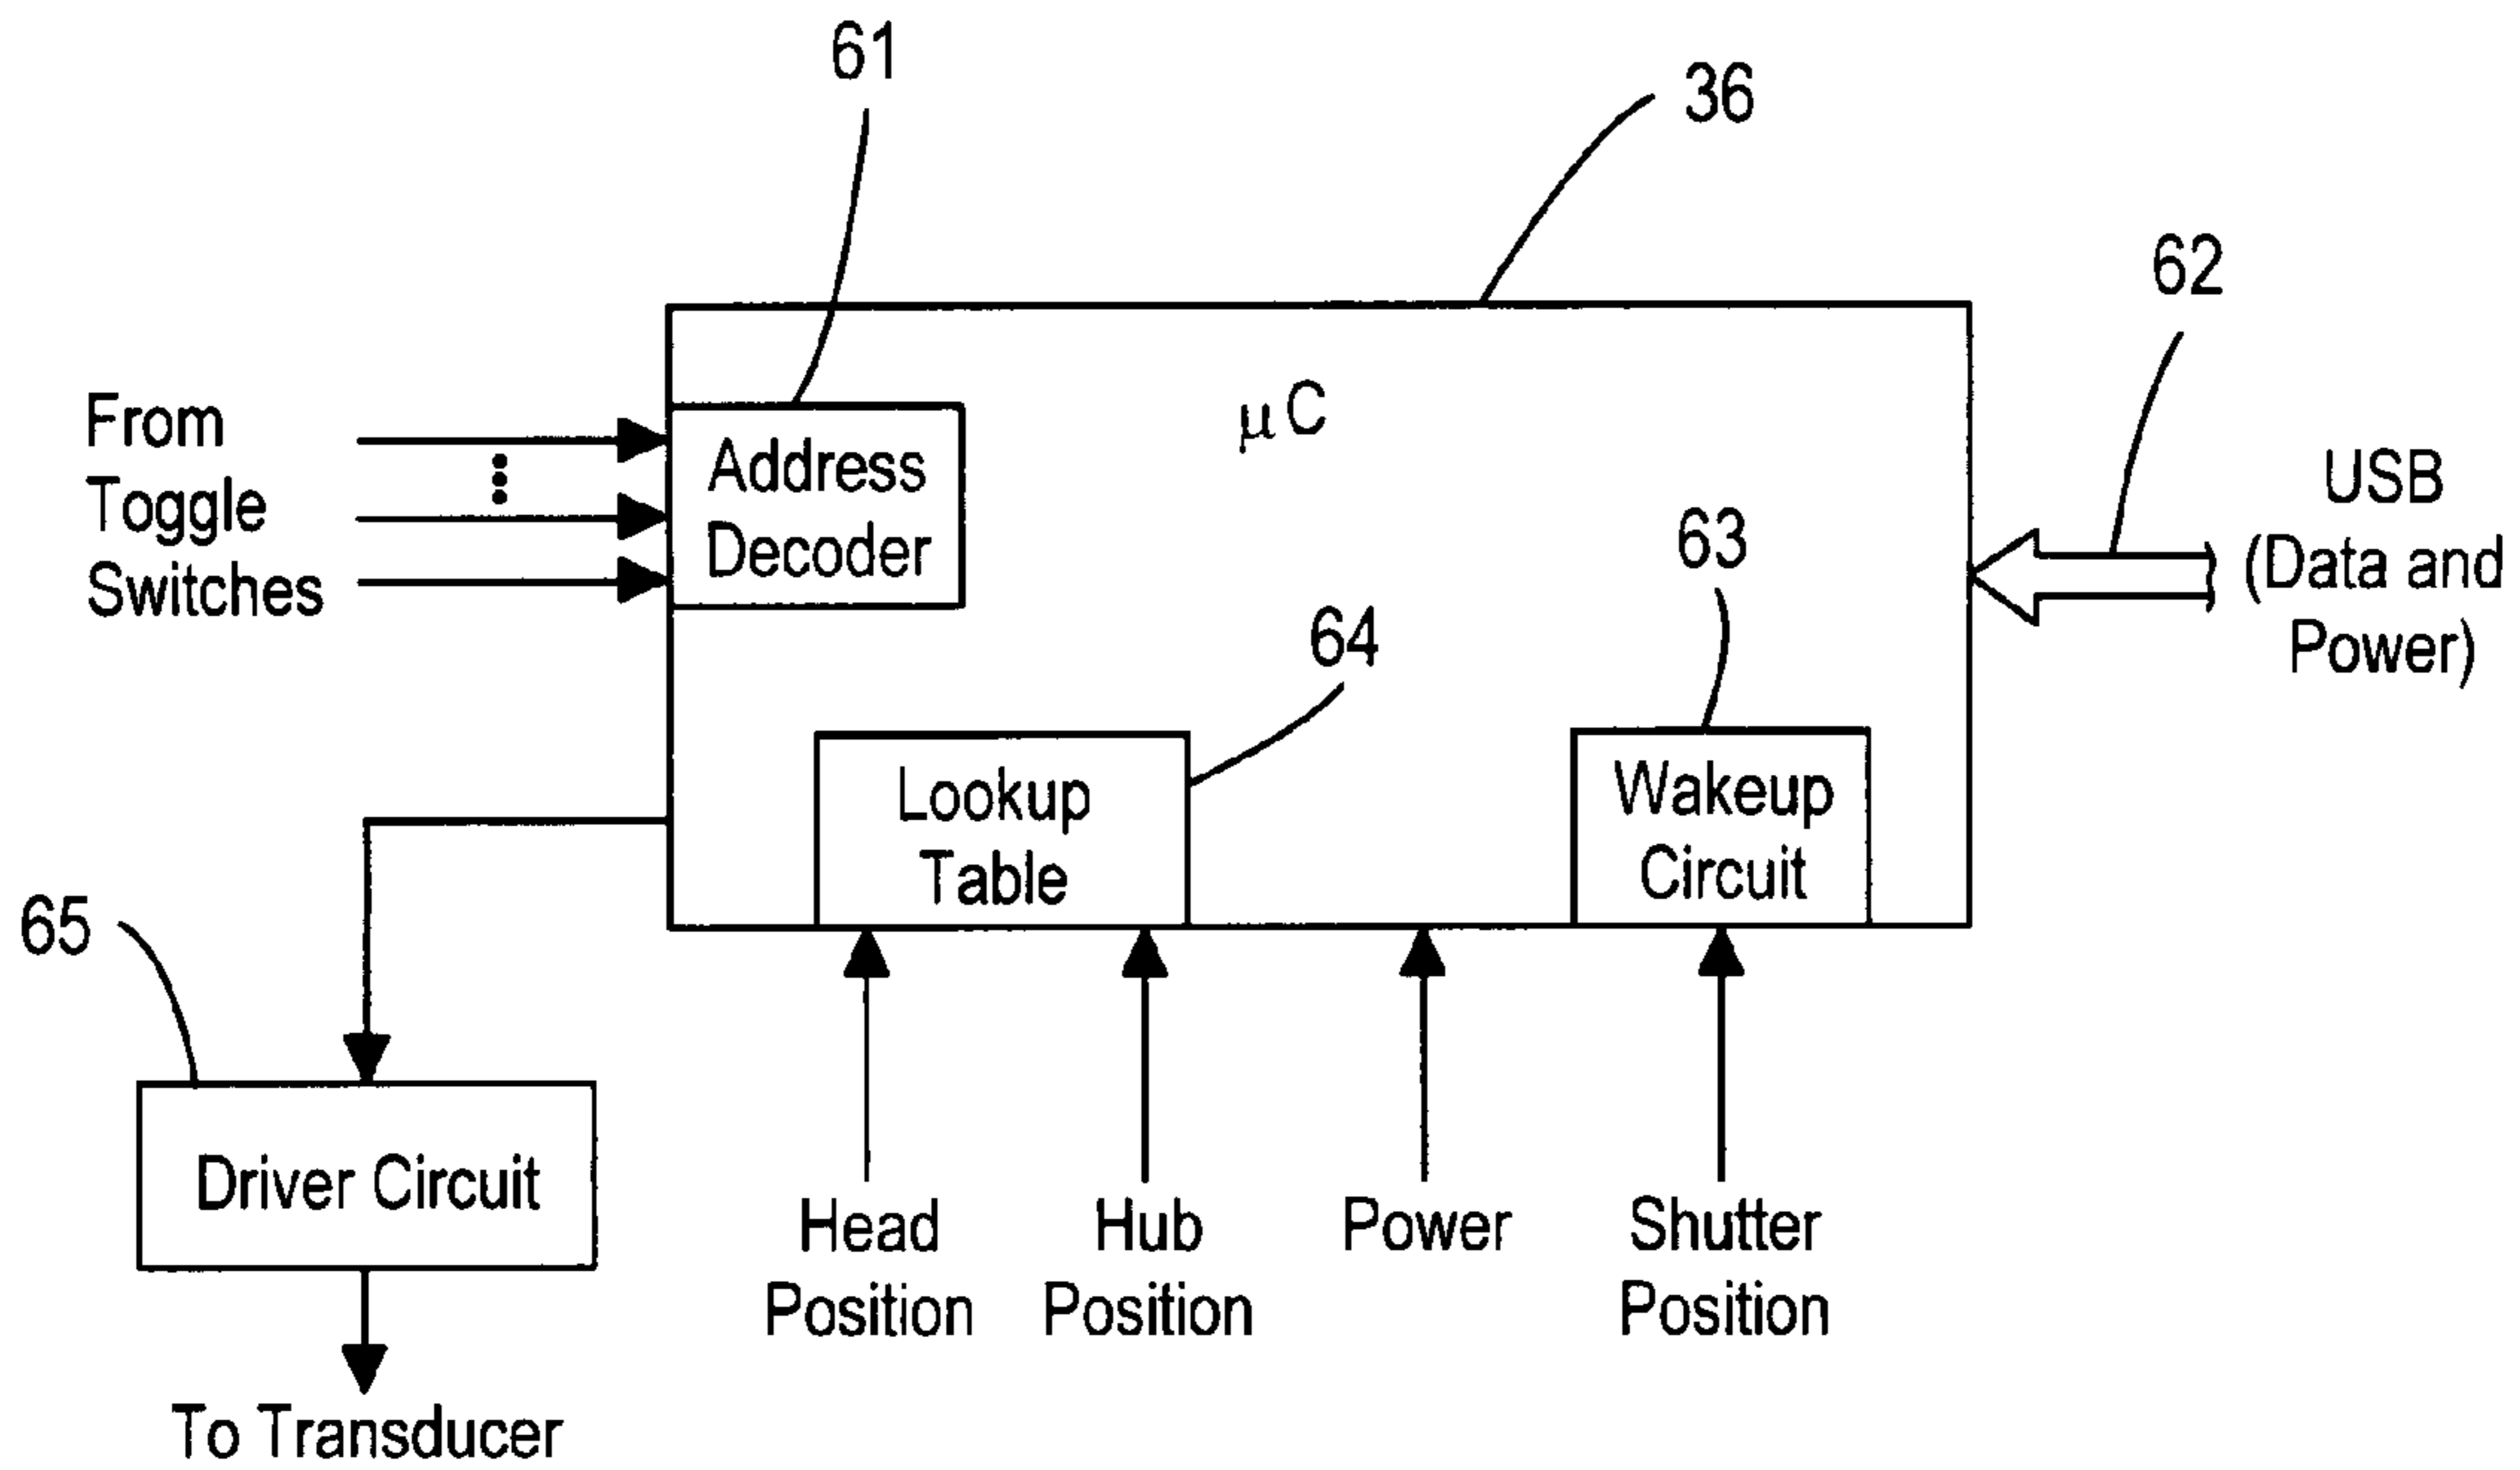 61
36
62
From
Toggle
Switches
Address
Decoder
μC
USB
(Data and
Power)
63
64
Lookup
Table
Wakeup
Circuit
65
Driver Circuit
Head
Position
Hub
Position
Power
Shutter
Position
To Transducer